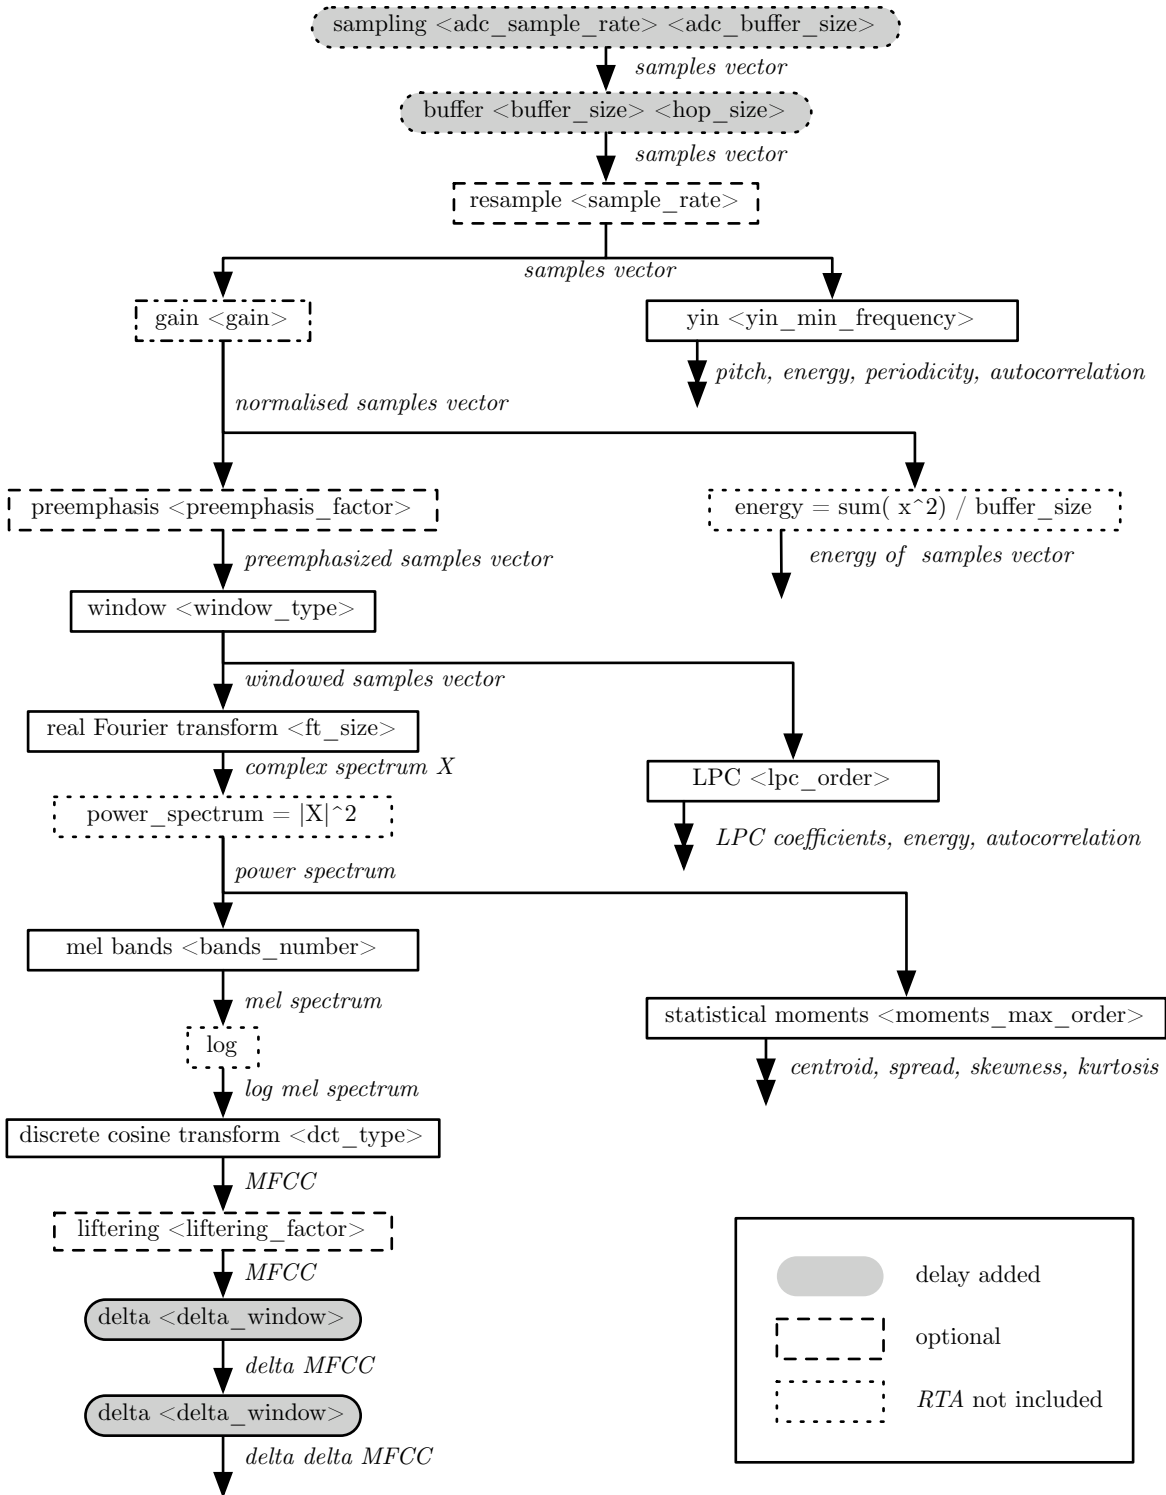 sampling <adc_sample_rate> <adc_buffer_size>
samples vector
buffer <buffer_size> <hop_size>
samples vector
resample <sample_rate>
samples vector
gain <gain>
yin <yin_min_frequency>
pitch, energy, periodicity, autocorrelation
normalised samples vector
preemphasis <preemphasis_factor>
energy = sum( x^2) / buffer_size
preemphasized samples vector
energy of  samples vector
window <window_type>
windowed samples vector
real Fourier transform <ft_size>
complex spectrum X
LPC <lpc_order>
power_spectrum = |X|^2
LPC coefficients, energy, autocorrelation
power spectrum
mel bands <bands_number>
mel spectrum
statistical moments <moments_max_order>
log
centroid, spread, skewness, kurtosis
log mel spectrum
discrete cosine transform <dct_type>
MFCC
liftering <liftering_factor>
MFCC
delta <delta_window>
delta MFCC
delta <delta_window>
delta delta MFCC
delay added
optional
RTA not included